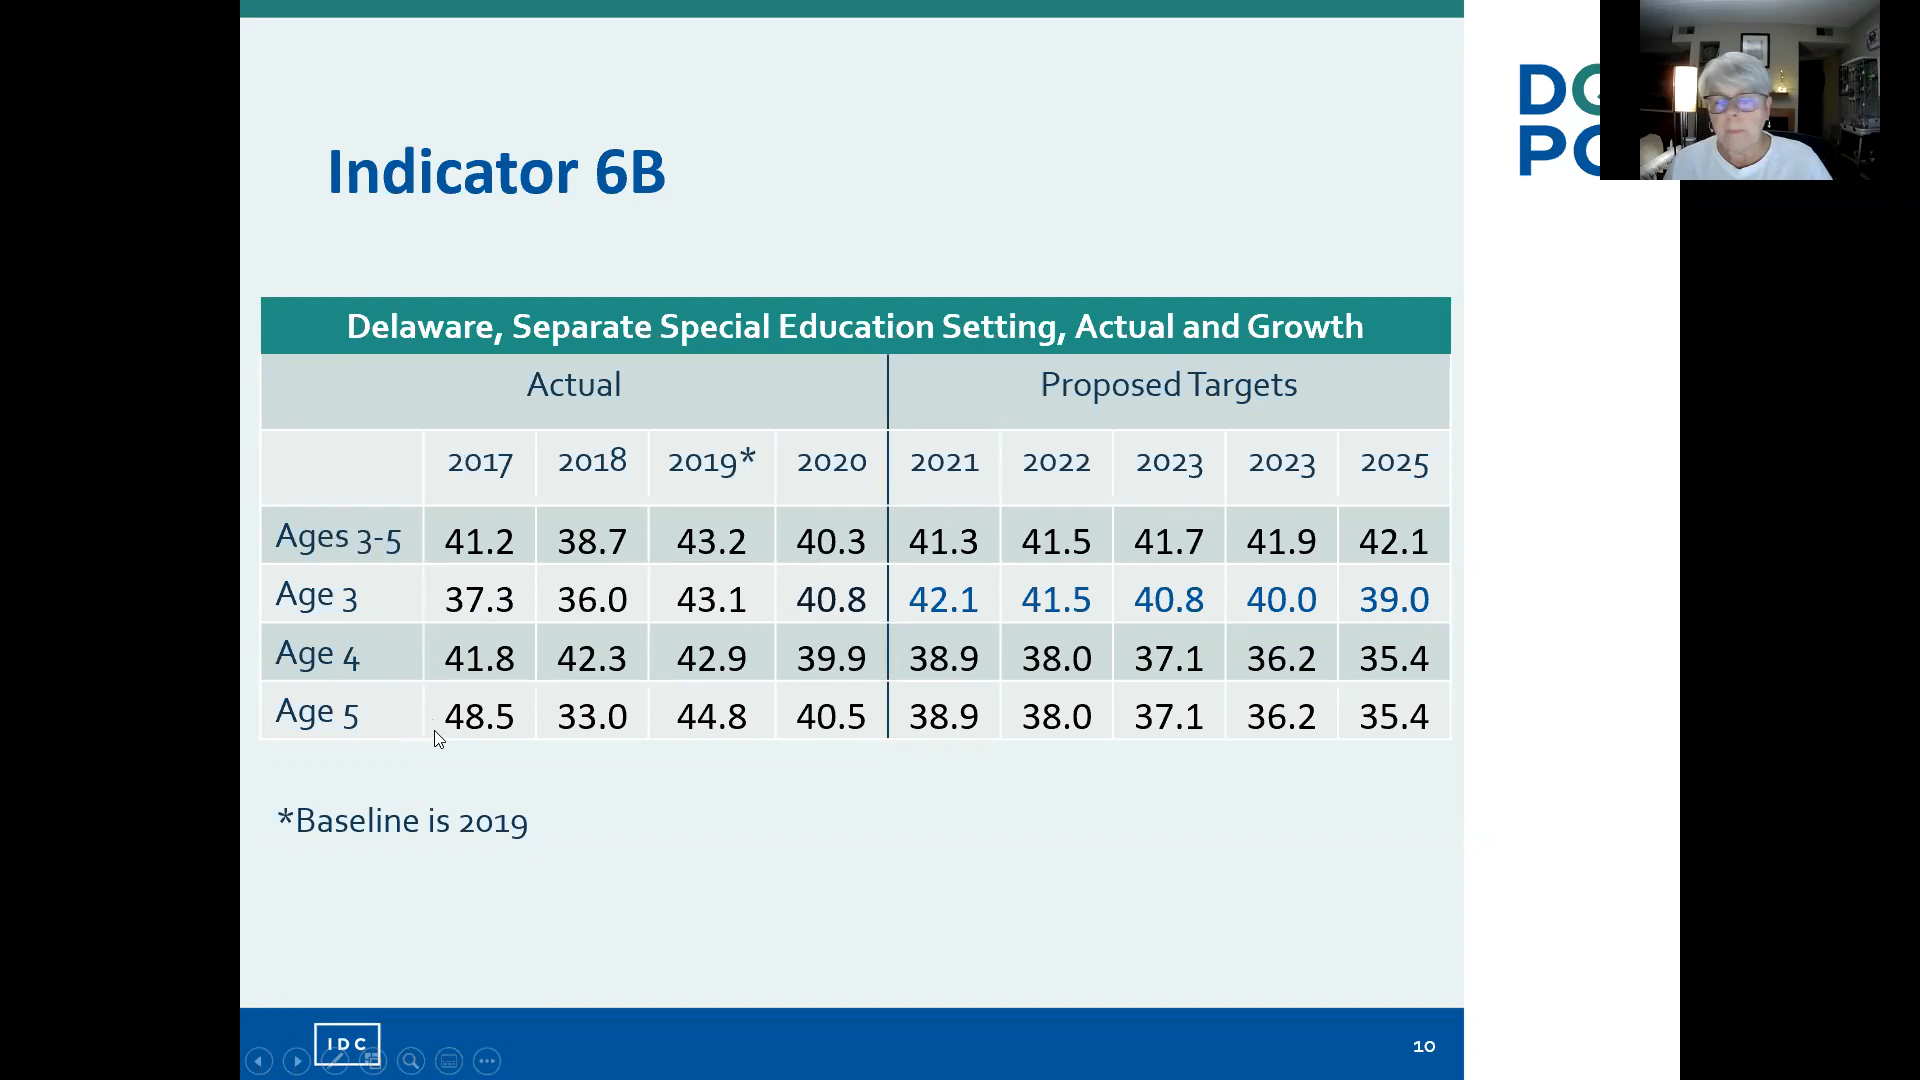 Indicator 6B
Delaware, Separate Special Education Setting, Actual and Growth
Actual Proposed Targets
2017 2018 2019* 2020 2021 2022 2023 2023 2025
Ages 3-5 41.2 38.7 43.2 40.3 41.3 41.5 41.7 41.9 42.1
Age 3 37.3 36.0 43.1 40.8 42.1 41.5 40.8 40.0 39.0
Age 4 41.8 42.3 42.9 39.9 38.9 38.0 37.1 36.2 35.4
Age 5 48.5 33.0 44.8 40.5 38.9 38.0 37.1 36.2 35.4
*Baseline is 2019
IDC
10